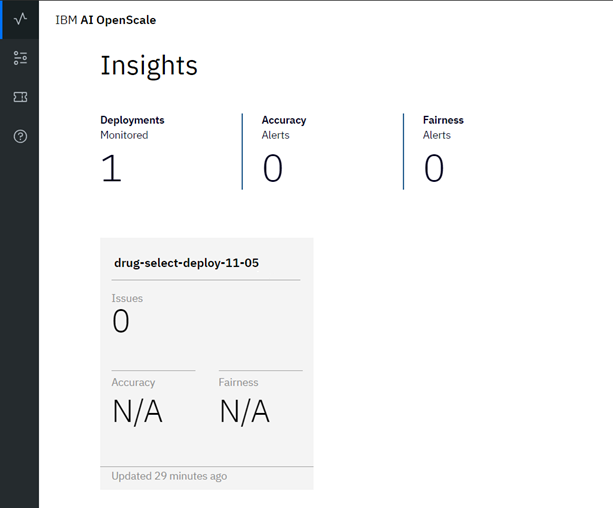 IBM AI OpenScale
Insights
Deployments
Monitored
1
Accuracy
Alerts
0
Fairness
Alerts
0
drug-select-deploy-11-05
Issues
0
Accuracy
N/A
Fairness
N/A
Updated 29 minutes ago